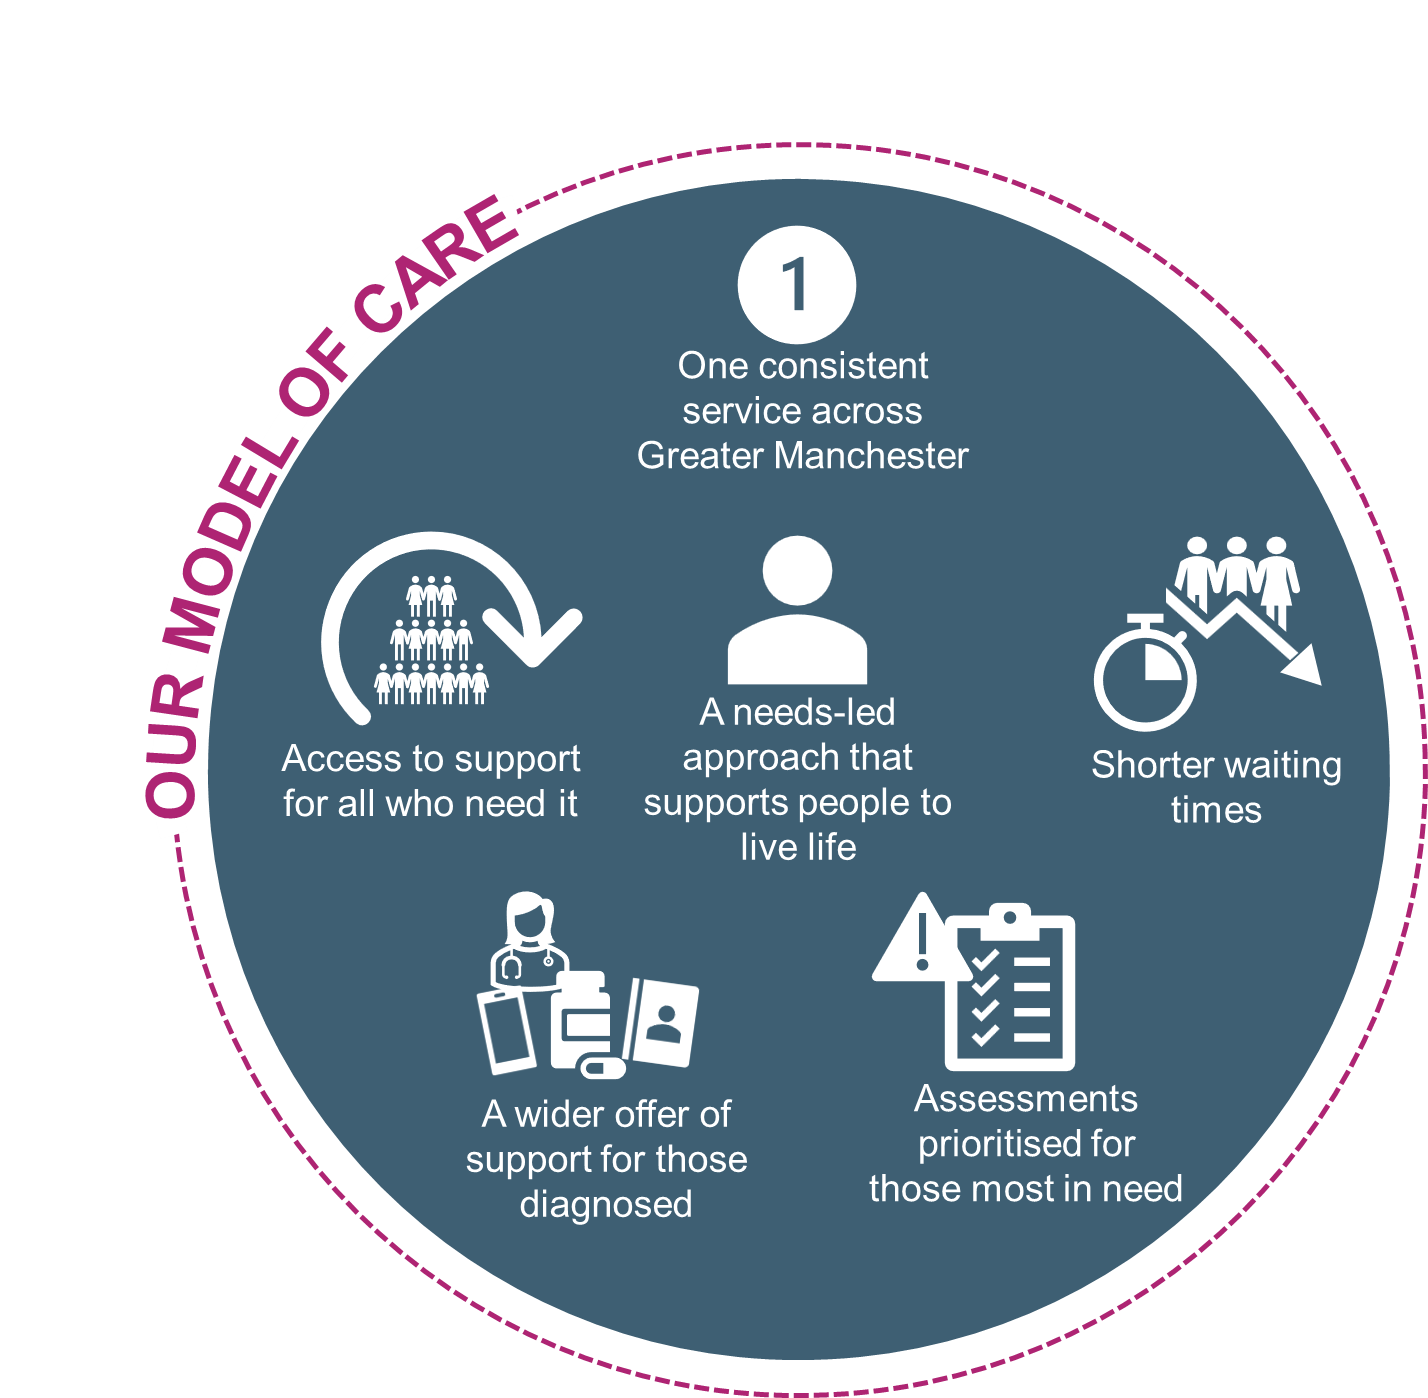 OUR MODEL OF CARE
1
One consistent
service across
Greater Manchester
Access to support
for all who need it
A needs-led
approach that
supports people to
live life
Shorter waiting
times
A wider offer of
support for those
diagnosed
Assessments
prioritised for
those most in need